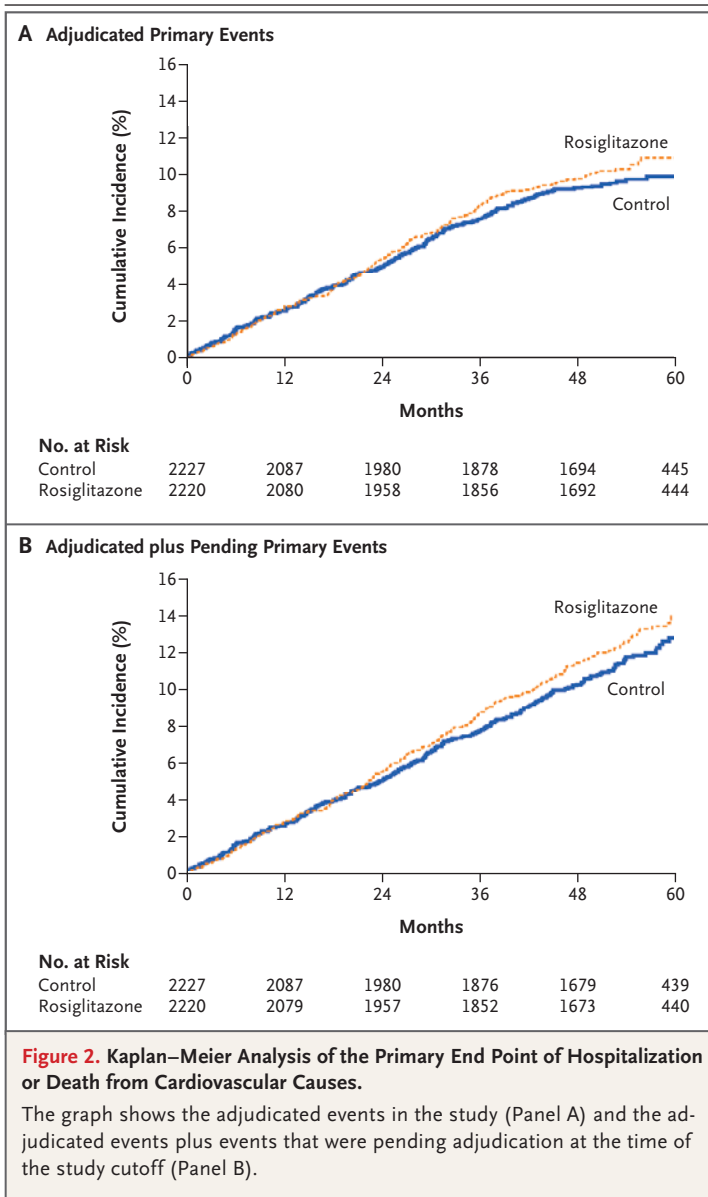 A Adjudicated Primary Events
16
14
12
10
8
6
4
2
0
Cumulative Incidence (%)
Rosiglitazone
Control
0 12 24 36 48 60
Months
No. at Risk
Control 2227 2087 1980 1878 1694 445
Rosiglitazone 2220 2080 1958 1856 1692 444
B Adjudicated plus Pending Primary Events
16
14
12
10
8
6
4
2
0
Cumulative Incidence (%)
Rosiglitazone
Control
0 12 24 36 48 60
Months
No. at Risk
Control 2227 2087 1980 1876 1679 439
Rosiglitazone 2220 2079 1957 1852 1673 440
Figure 2. Kaplan–Meier Analysis of the Primary End Point of Hospitalization
or Death from Cardiovascular Causes.
The graph shows the adjudicated events in the study (Panel A) and the ad-
judicated events plus events that were pending adjudication at the time of
the study cutoff (Panel B).